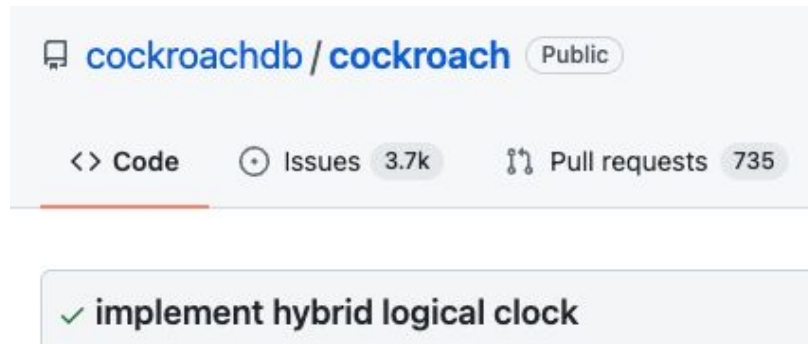 cockroachdb / cockroach Public
<> Code Issues 3.7k Pull requests 735
implement hybrid logical clock